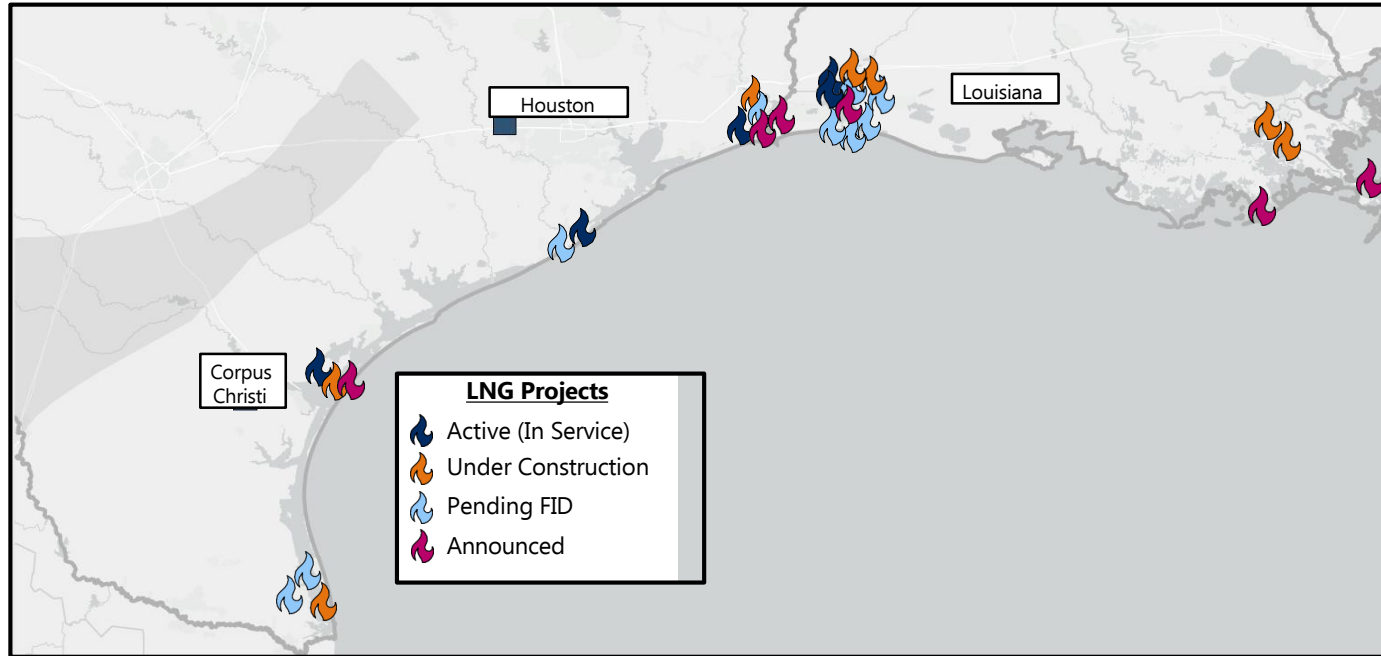 Houston
Louisiana
Corpus
Christi
LNG Projects
Active (In Service)
Under Construction
Pending FID
Announced